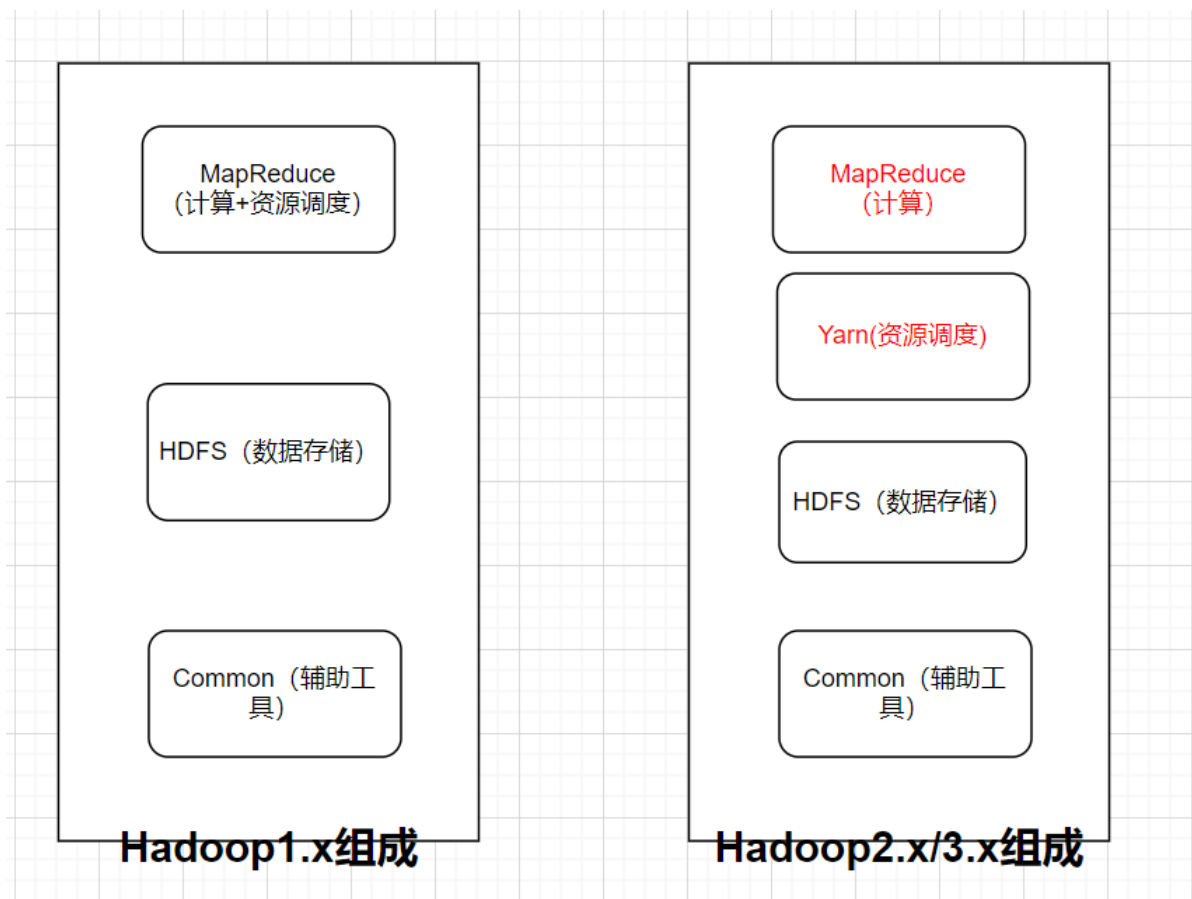 MapReduce
（计算+资源调度）
HDFS（数据存储）
Common（辅助工
具）
Hadoop1.x组成
MapReduce
（计算）
Yarn(资源调度)
HDFS（数据存储）
Common（辅助工
具）
Hadoop2.x/3.x组成